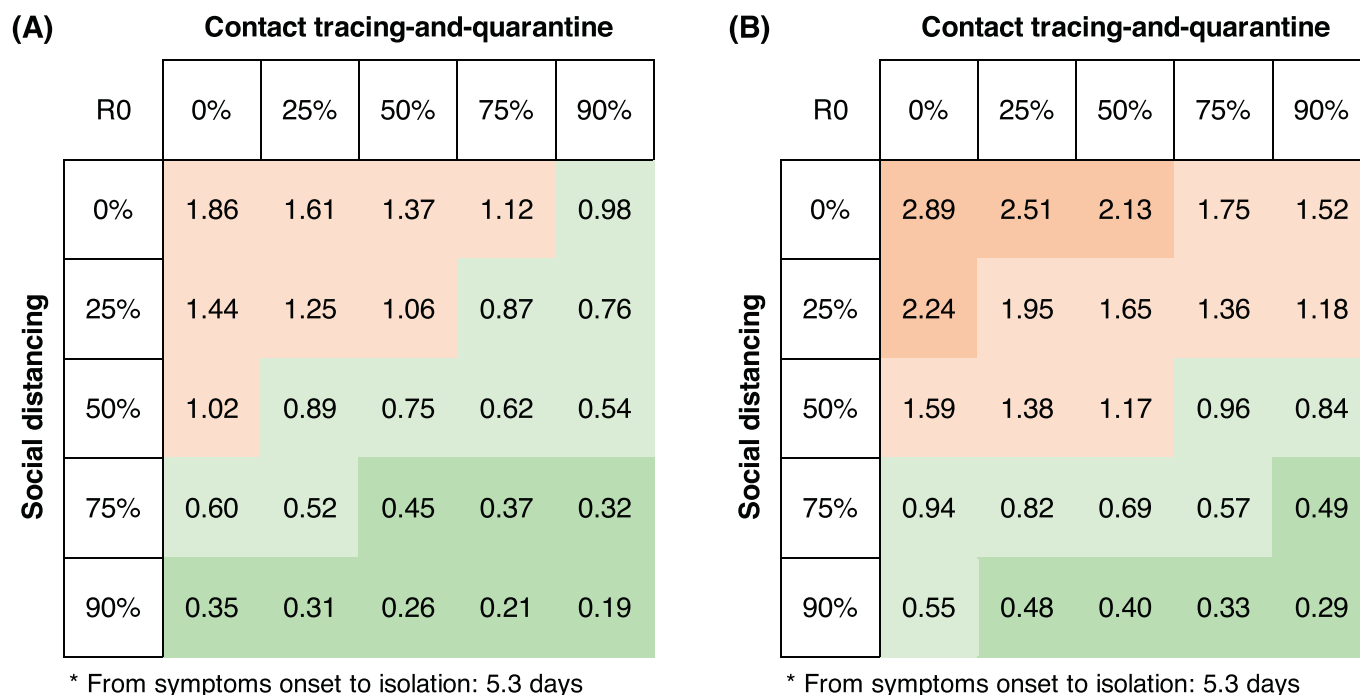 (A) Contact tracing-and-quarantine
R0 0% 25% 50% 75% 90%
Social distancing
0% 1.86 1.61 1.37 1.12 0.98
25% 1.44 1.25 1.06 0.87 0.76
50% 1.02 0.89 0.75 0.62 0.54
75% 0.60 0.52 0.45 0.37 0.32
90% 0.35 0.31 0.26 0.21 0.19
* From symptoms onset to isolation: 5.3 days
(B) Contact tracing-and-quarantine
R0 0% 25% 50% 75% 90%
Social distancing
0% 2.89 2.51 2.13 1.75 1.52
25% 2.24 1.95 1.65 1.36 1.18
50% 1.59 1.38 1.17 0.96 0.84
75% 0.94 0.82 0.69 0.57 0.49
90% 0.55 0.48 0.40 0.33 0.29
* From symptoms onset to isolation: 5.3 days